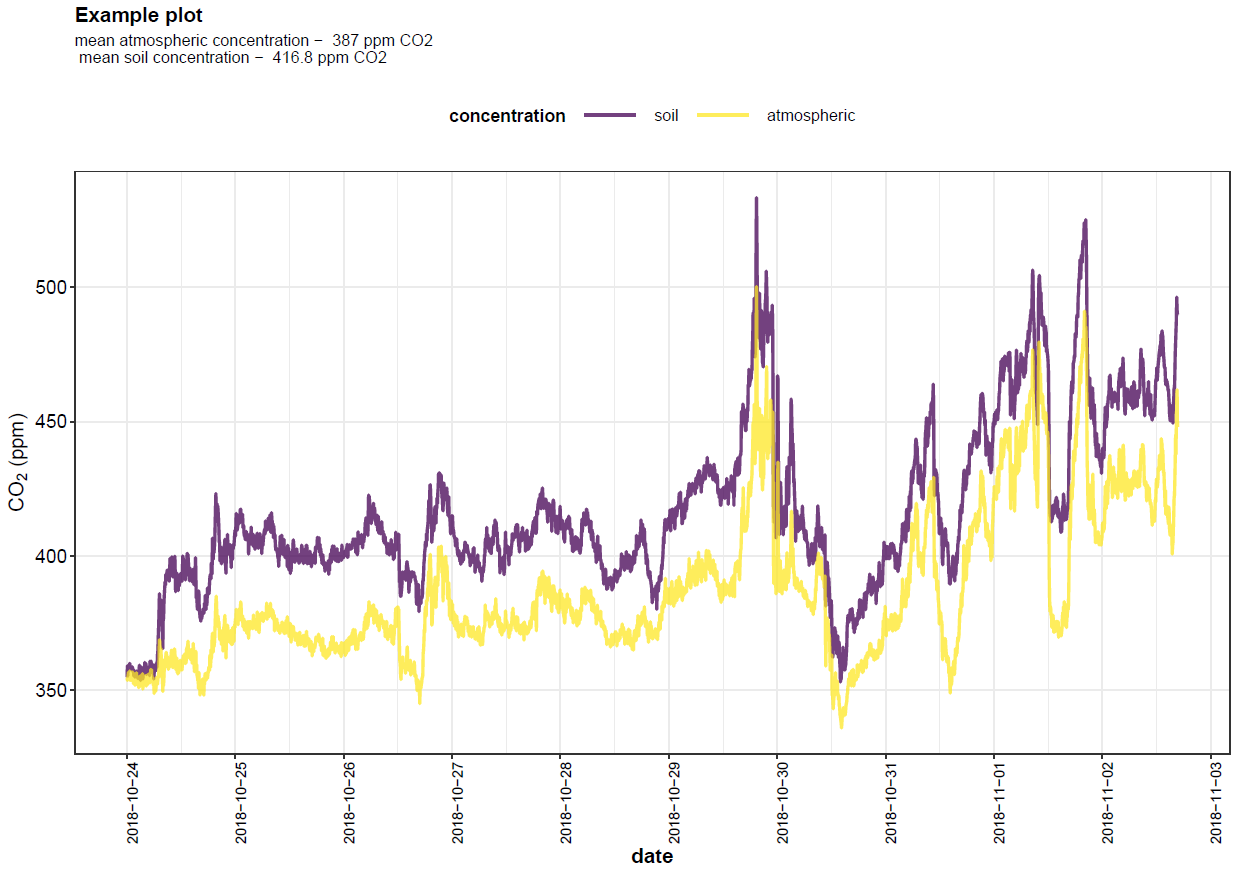 Example plot
mean atmospheric concentration −  387 ppm CO2
mean soil concentration −  416.8 ppm CO2
concentration soil atmospheric
CO₂ (ppm)
500
450
400
350
2018−10−24
2018−10−25
2018−10−26
2018−10−27
2018−10−28
2018−10−29
2018−10−30
2018−10−31
2018−11−01
2018−11−02
2018−11−03
date